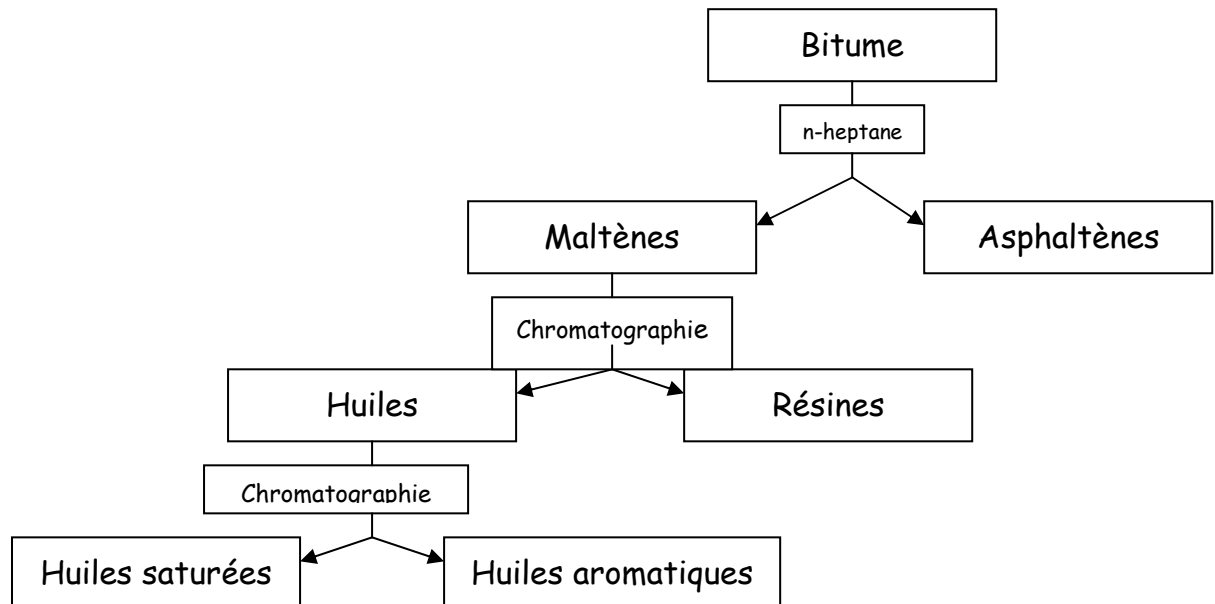 Bitume
n-heptane
Maltènes
Asphaltènes
Chromatographie
Huiles
Résines
Chromatographie
Huiles saturées
Huiles aromatiques